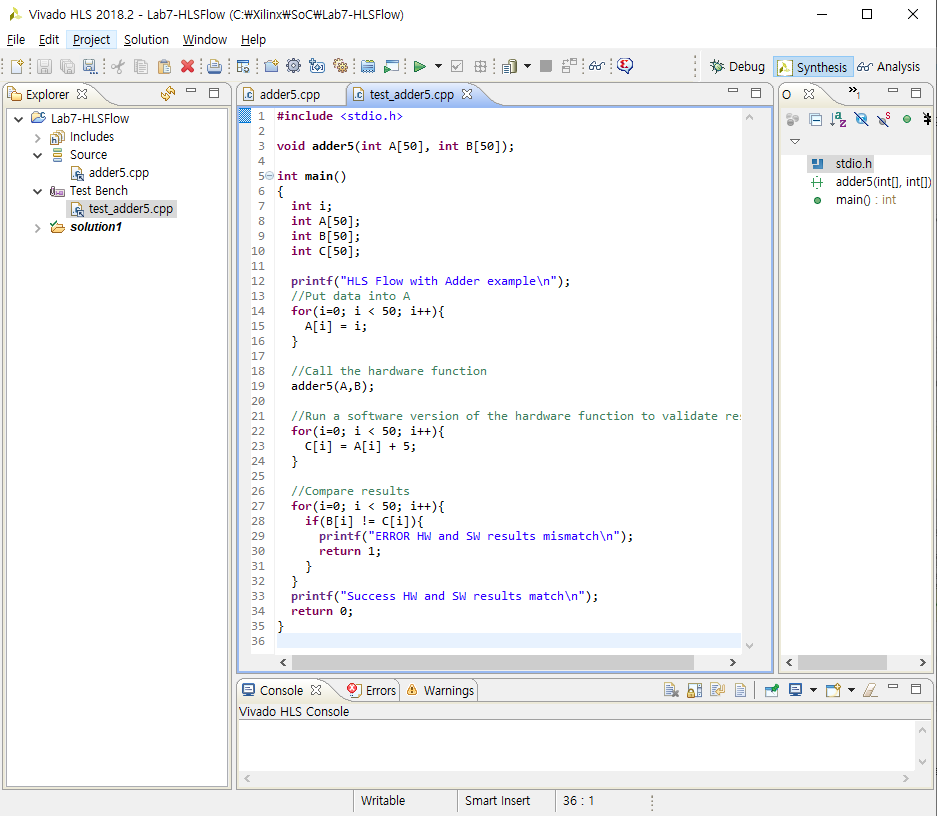 Vivado HLS 2018.2 - Lab7-HLSFlow (C:₩Xilinx₩SoC₩Lab7-HLSFlow)
File Edit Project Solution Window Help
Debug Synthesis Analysis
Explorer
Lab7-HLSFlow
Includes
Source
adder5.cpp
Test Bench
test_adder5.cpp
solution1
adder5.cpp test_adder5.cpp
1 #include <stdio.h>
2
3 void adder5(int A[50], int B[50]);
4
5 int main()
6 {
7 int i;
8 int A[50];
9 int B[50];
10 int C[50];
11
12 printf("HLS Flow with Adder example\n");
13 //Put data into A
14 for(i=0; i < 50; i++){
15 A[i] = i;
16 }
17
18 //Call the hardware function
19 adder5(A,B);
20
21 //Run a software version of the hardware function to validate res
22 for(i=0; i < 50; i++){
23 C[i] = A[i] + 5;
24 }
25
26 //Compare results
27 for(i=0; i < 50; i++){
28 if(B[i] != C[i]){
29 printf("ERROR HW and SW results mismatch\n");
30 return 1;
31 }
32 }
33 printf("Success HW and SW results match\n");
34 return 0;
35 }
36
O »1
stdio.h
adder5(int[], int[])
main() : int
Console Errors Warnings
Vivado HLS Console
Writable Smart Insert 36 : 1